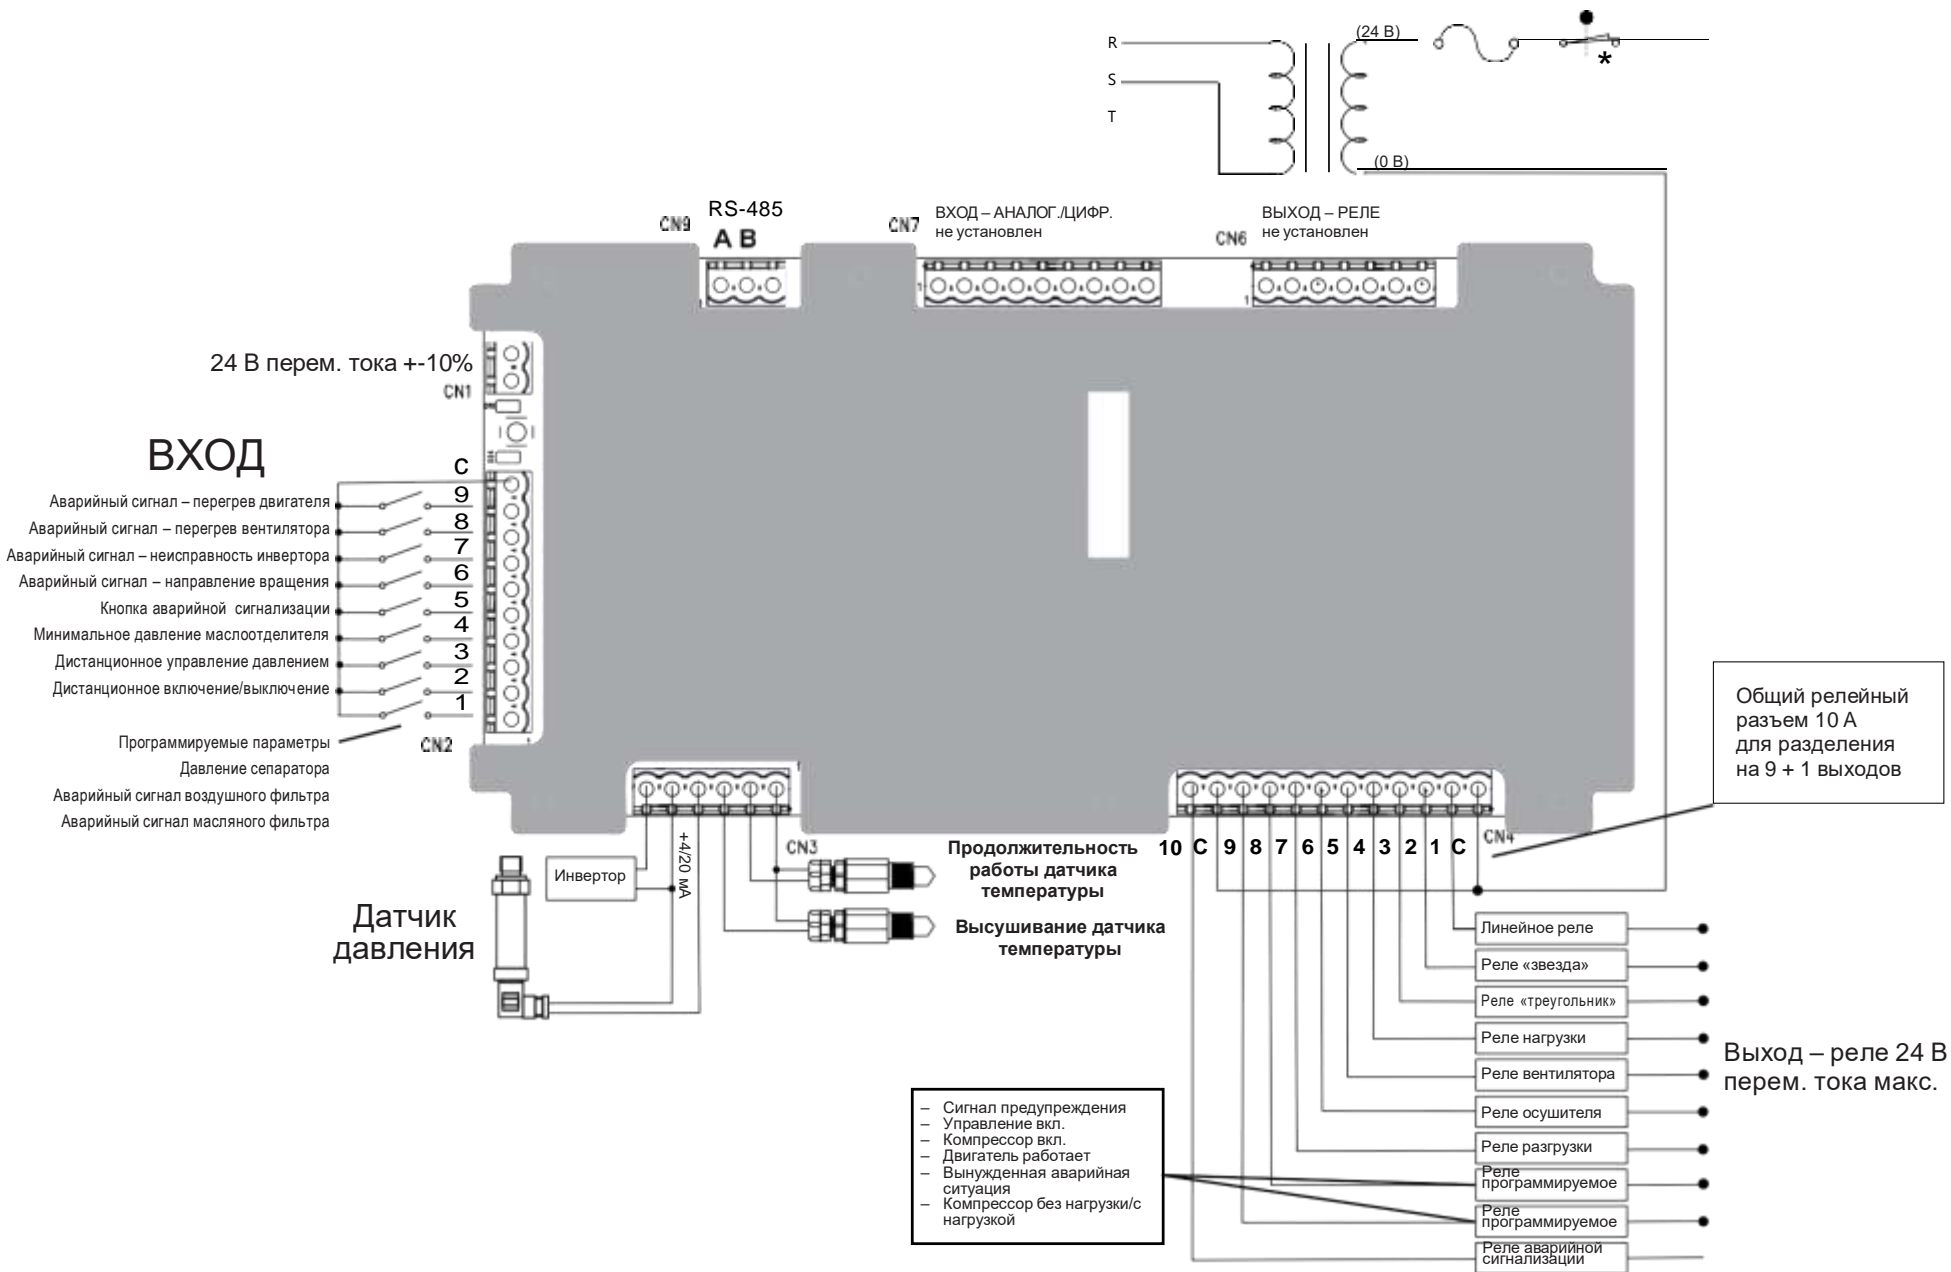 R
S
T
(24 В)
*
(0 В)
CN9
RS-485
A B
CN7
ВХОД – АНАЛОГ./ЦИФР.
не установлен
CN6
ВЫХОД – РЕЛЕ
не установлен
1
1
24 В перем. тока +-10%
CN1
ВХОД
C
9
8
7
6
5
4
3
2
1
Аварийный сигнал – перегрев двигателя
Аварийный сигнал – перегрев вентилятора
Аварийный сигнал – неисправность инвертора
Аварийный сигнал – направление вращения
Кнопка аварийной сигнализации
Минимальное давление маслоотделителя
Дистанционное управление давлением
Дистанционное включение/выключение
Программируемые параметры
Давление сепаратора
Аварийный сигнал воздушного фильтра
Аварийный сигнал масляного фильтра
CN2
Общий релейный
разъем 10 А
для разделения
на 9 + 1 выходов
CN3
CN4
+4/20 мА
Инвертор
Датчик
давления
Продолжительность
работы датчика
температуры
Высушивание датчика
температуры
10 C 9 8 7 6 5 4 3 2 1 C
Линейное реле
Реле «звезда»
Реле «треугольник»
Реле нагрузки
Реле вентилятора
Реле осушителя
Реле разгрузки
Реле
программируемое
Реле
программируемое
Реле аварийной
сигнализации
Выход – реле 24 В
перем. тока макс.
– Сигнал предупреждения
– Управление вкл.
– Компрессор вкл.
– Двигатель работает
– Вынужденная аварийная
ситуация
– Компрессор без нагрузки/с
нагрузкой